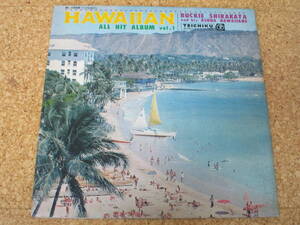 HAWAIIAN
ALL HIT ALBUM vol.1
BUCKIE SHIRAKATA
and his ALOHA HAWAIIANS
TEICHIKU